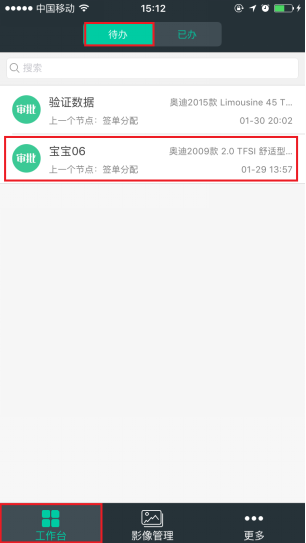 中国移动 15:12
待办 已办
搜索
审批 验证数据 奥迪2015款 Limousine 45 T...
上一个节点：签单分配 01-30 20:02
审批 宝宝06 奥迪2009款 2.0 TFSI 舒适型...
上一个节点：签单分配 01-29 13:57
工作台 影像管理 更多